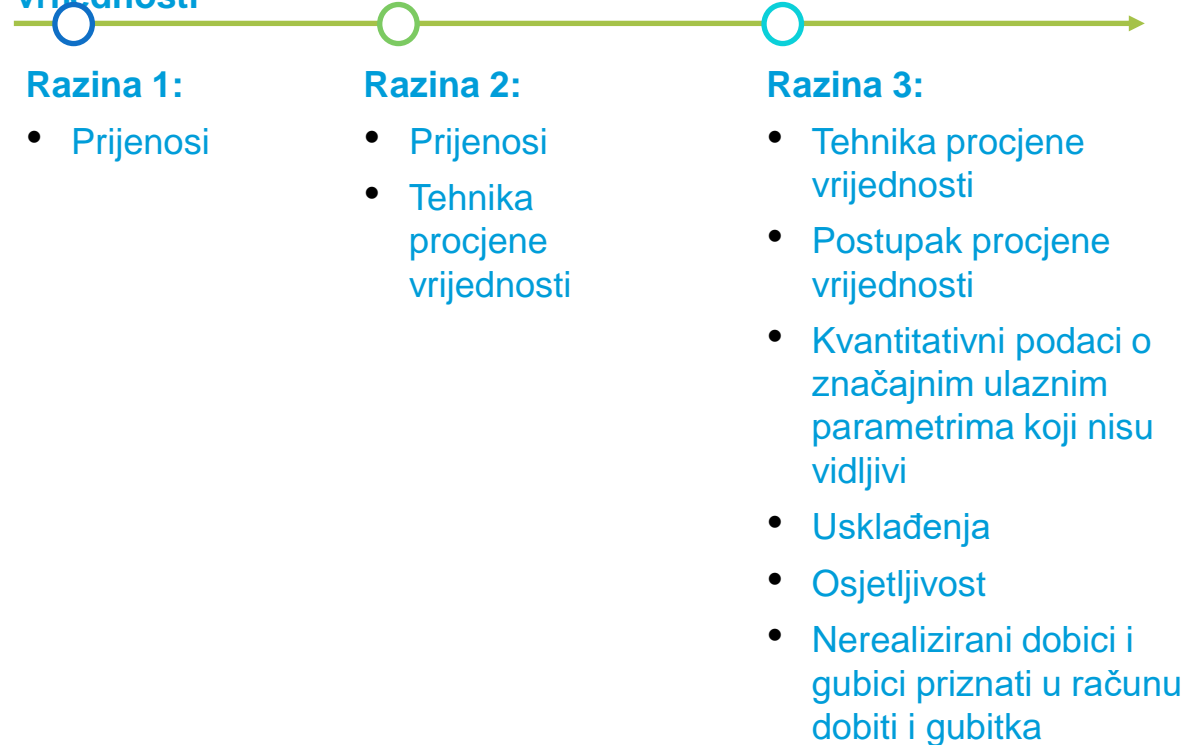 vrijednosti
Razina 1:
• Prijenosi
Razina 2:
• Prijenosi
• Tehnika
procjene
vrijednosti
Razina 3:
• Tehnika procjene
vrijednosti
• Postupak procjene
vrijednosti
• Kvantitativni podaci o
značajnim ulaznim
parametrima koji nisu
vidljivi
• Usklađenja
• Osjetljivost
• Nerealizirani dobici i
gubici priznati u računu
dobiti i gubitka